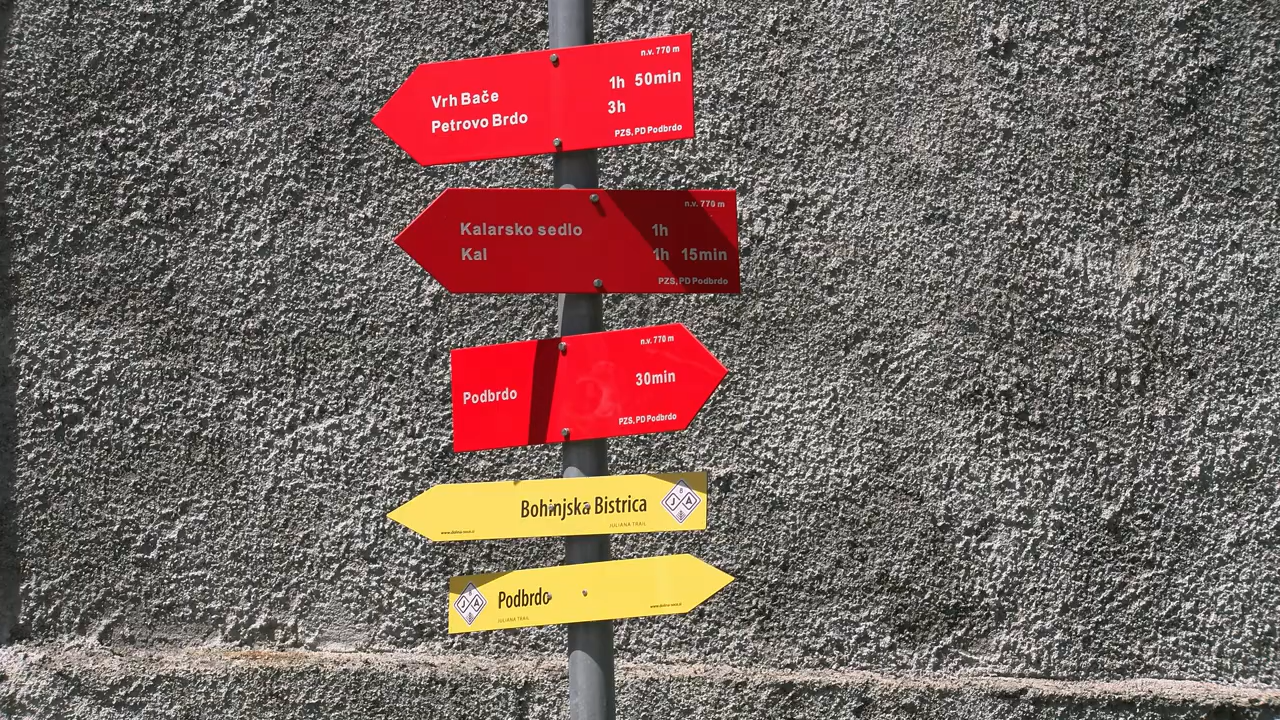 n.v. 770 m
Vrh Bače 1h 50min
Petrovo Brdo 3h
PZS, PD Podbrdo
n.v. 770 m
Kalarsko sedlo 1h
Kal 1h 15min
PZS, PD Podbrdo
n.v. 770 m
Podbrdo 30min
PZS, PD Podbrdo
Bohinjska Bistrica
JULIANA TRAIL
J A
Podbrdo
JULIANA TRAIL
J A